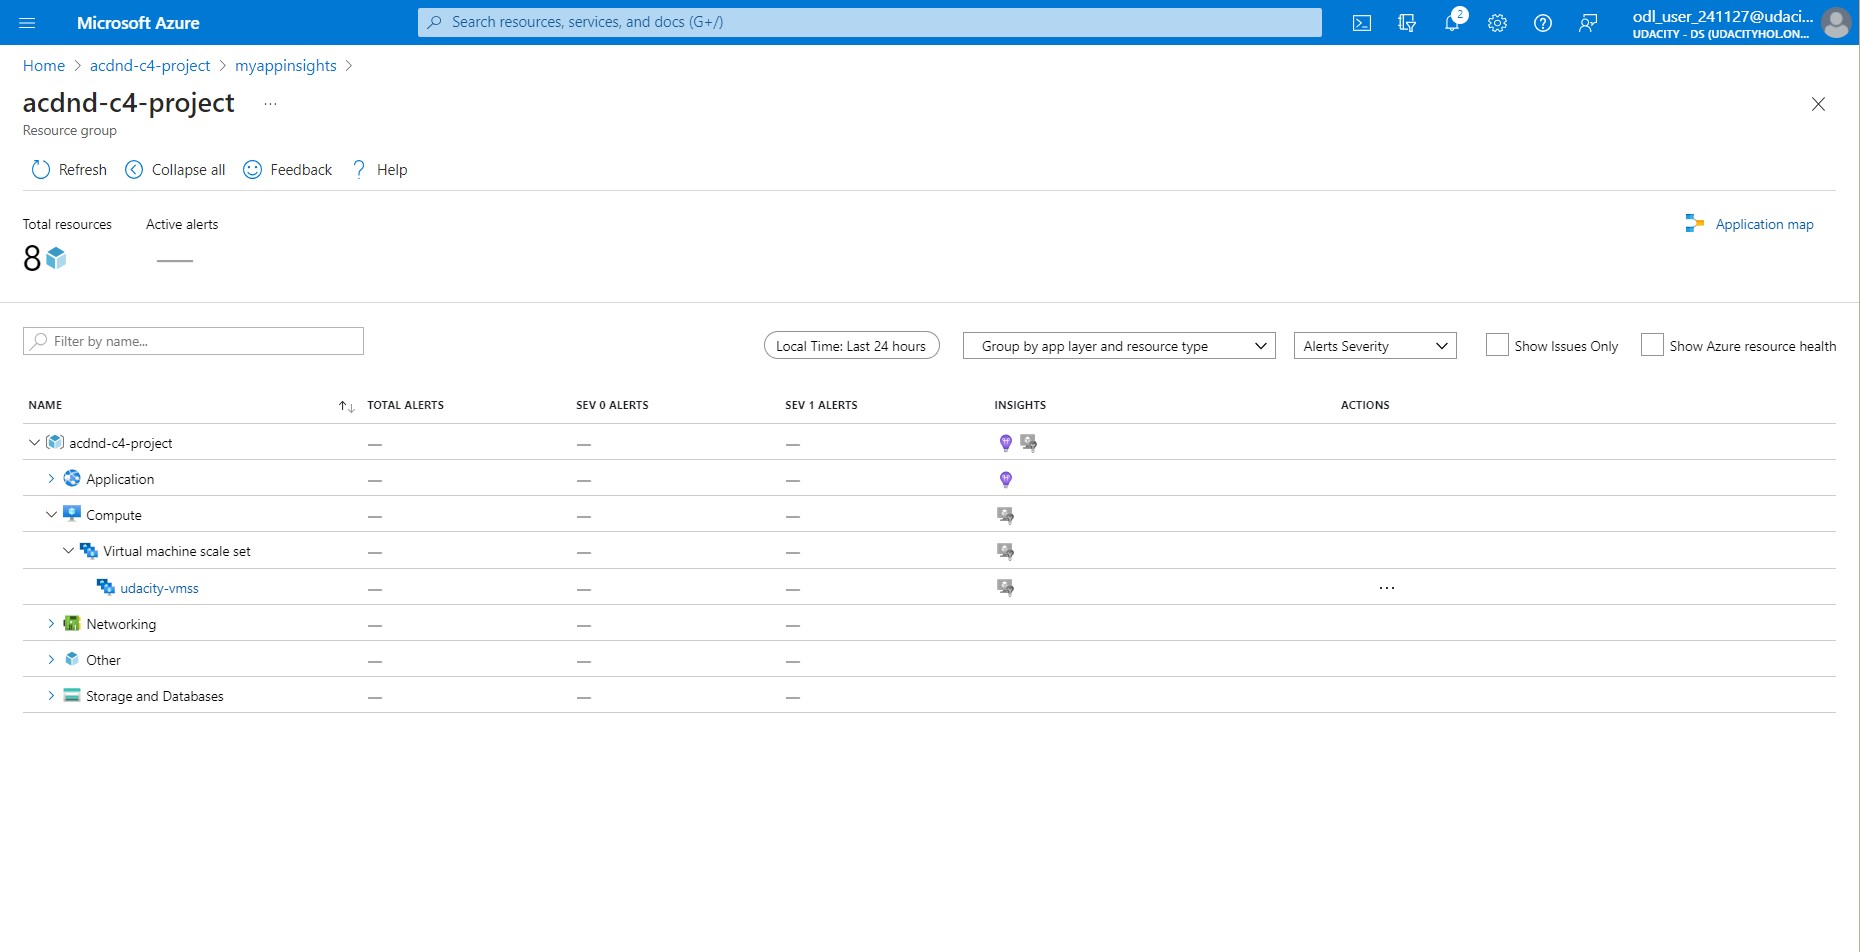 Microsoft Azure
Search resources, services, and docs (G+/)
2
odl_user_241127@udaci...
UDACITY - DS (UDACITYHOL.ON...
Home > acdnd-c4-project > myappinsights >
acdnd-c4-project ...
Resource group
Refresh Collapse all Feedback ? Help
Total resources Active alerts
8
Application map
Filter by name...
Local Time: Last 24 hours Group by app layer and resource type Alerts Severity Show Issues Only Show Azure resource health
NAME TOTAL ALERTS SEV 0 ALERTS SEV 1 ALERTS INSIGHTS ACTIONS
acdnd-c4-project — — —
Application — — —
Compute — — —
Virtual machine scale set — — —
udacity-vmss — — — ...
Networking — — —
Other — — —
Storage and Databases — — —